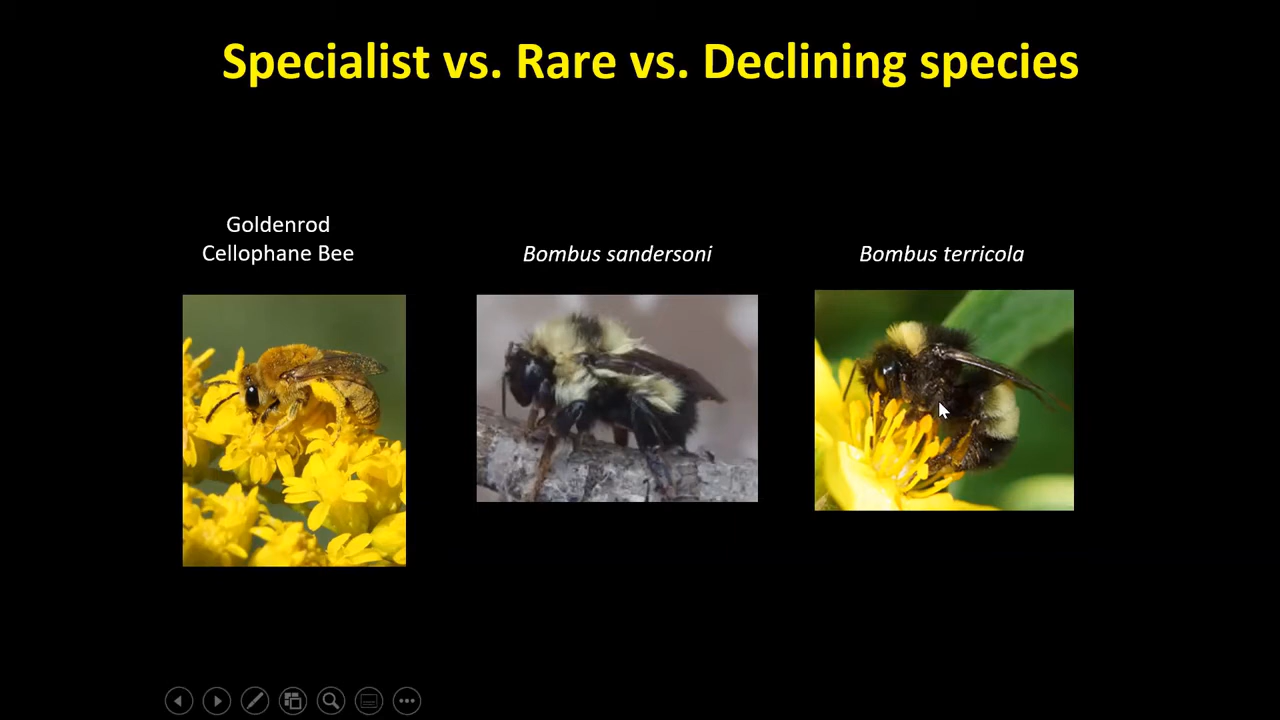 Specialist vs. Rare vs. Declining species
Goldenrod
Cellophane Bee
Bombus sandersoni
Bombus terricola